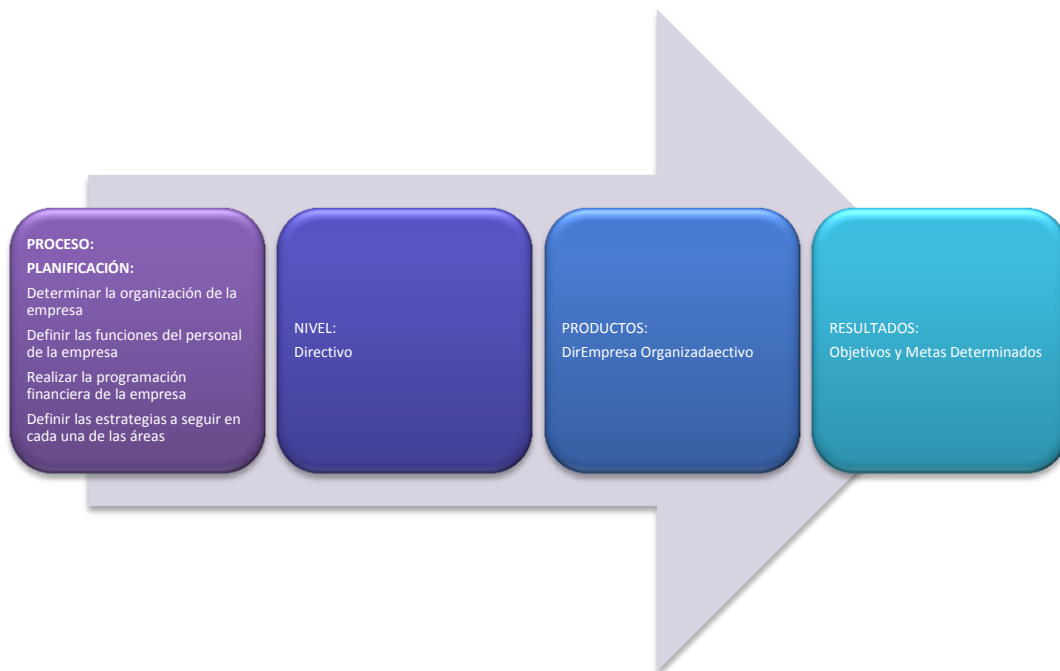 PROCESO:
PLANIFICACIÓN:
Determinar la organización de la
empresa
Definir las funciones del personal
de la empresa
Realizar la programación
financiera de la empresa
Definir las estrategias a seguir en
cada una de las áreas
NIVEL:
Directivo
PRODUCTOS:
DirEmpresa Organizadaectivo
RESULTADOS:
Objetivos y Metas Determinados